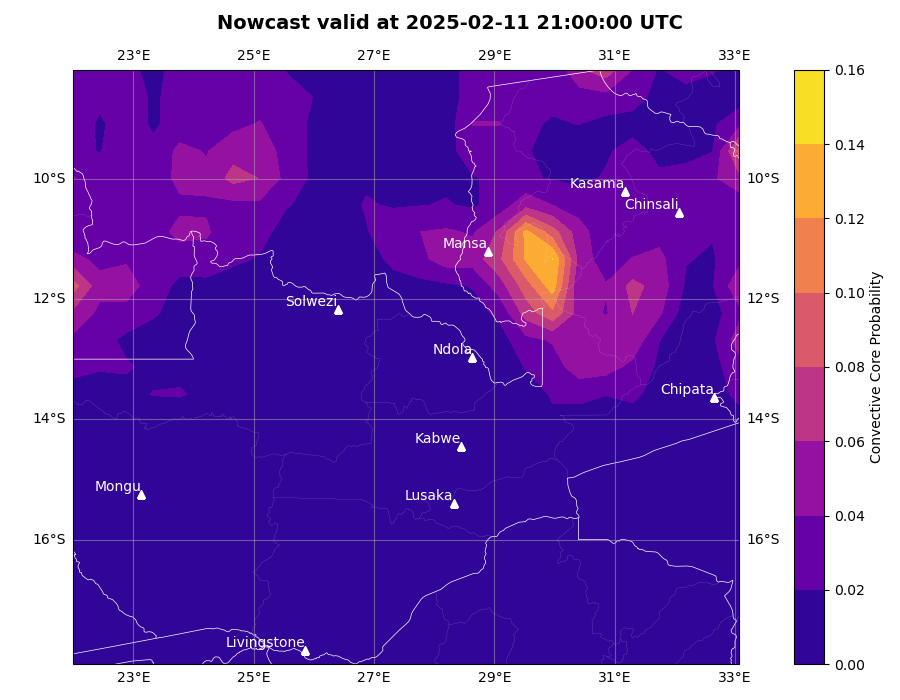 Nowcast valid at 2025-02-11 21:00:00 UTC
23°E 25°E 27°E 29°E 31°E 33°E
0.16
0.14
0.12
0.10
0.08
0.06
0.04
0.02
0.00
Convective Core Probability
10°S 10°S
12°S 12°S
14°S 14°S
16°S 16°S
Kasama
Chinsali
Mansa
Solwezi
Ndola
Chipata
Kabwe
Mongu
Lusaka
Livingstone
23°E 25°E 27°E 29°E 31°E 33°E